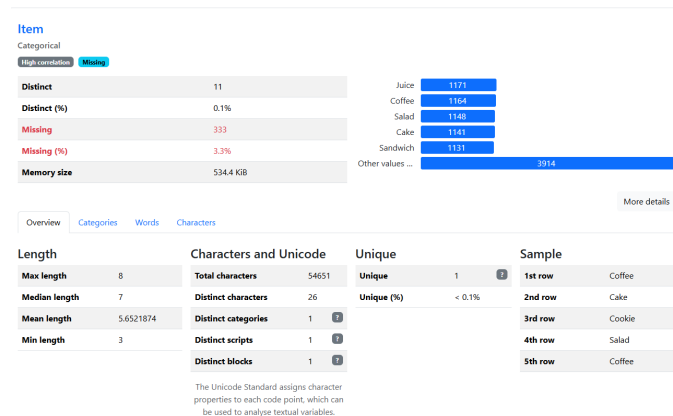 Item
Categorical
High correlation Missing
Distinct 11
Distinct (%) 0.1%
Missing 333
Missing (%) 3.3%
Memory size 534.4 KiB
Juice 1171
Coffee 1164
Salad 1148
Cake 1141
Sandwich 1131
Other values ... 3914
More details
Overview Categories Words Characters
Length
Max length 8
Median length 7
Mean length 5.6521874
Min length 3
Characters and Unicode
Total characters 54651
Distinct characters 26
Distinct categories 1 ?
Distinct scripts 1 ?
Distinct blocks 1 ?
The Unicode Standard assigns character
properties to each code point, which can
be used to analyse textual variables.
Unique
Unique 1 ?
Unique (%) < 0.1%
Sample
1st row Coffee
2nd row Cake
3rd row Cookie
4th row Salad
5th row Coffee